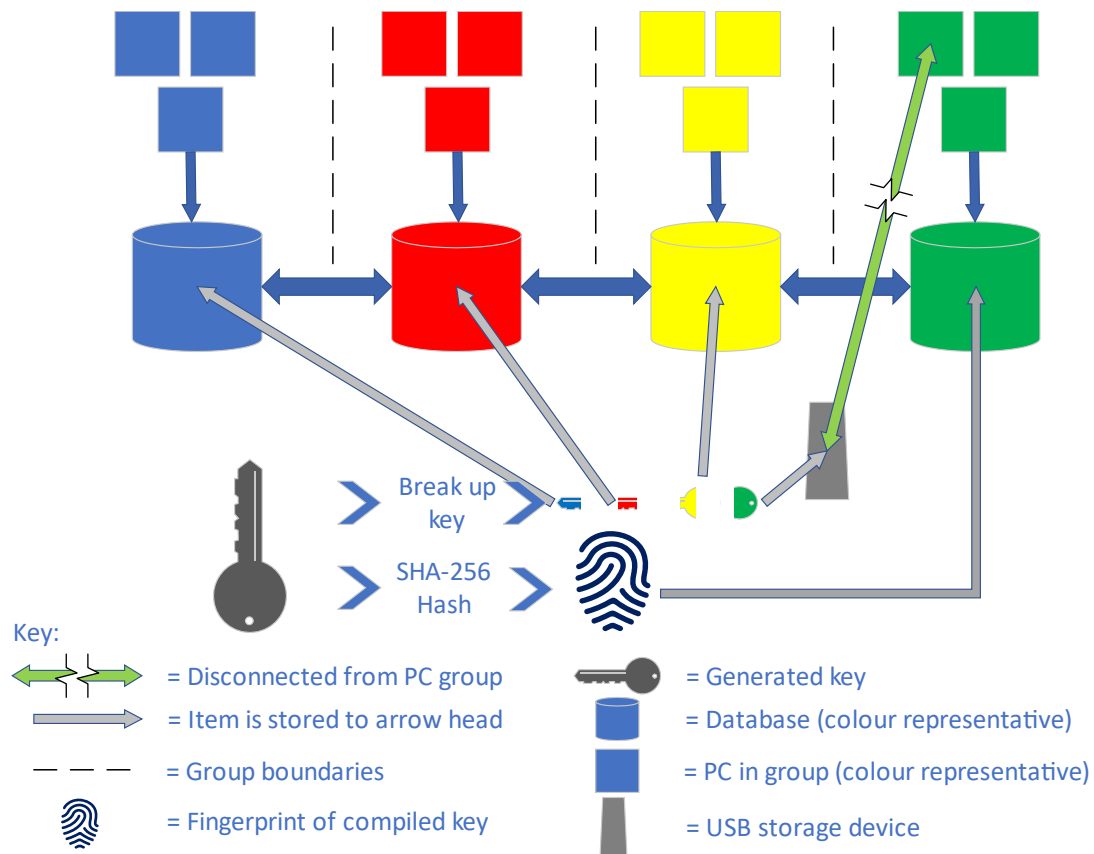 Break up
key
SHA-256
Hash
Key:
= Disconnected from PC group
= Generated key
= Item is stored to arrow head
= Database (colour representative)
= Group boundaries
= PC in group (colour representative)
= Fingerprint of compiled key
= USB storage device